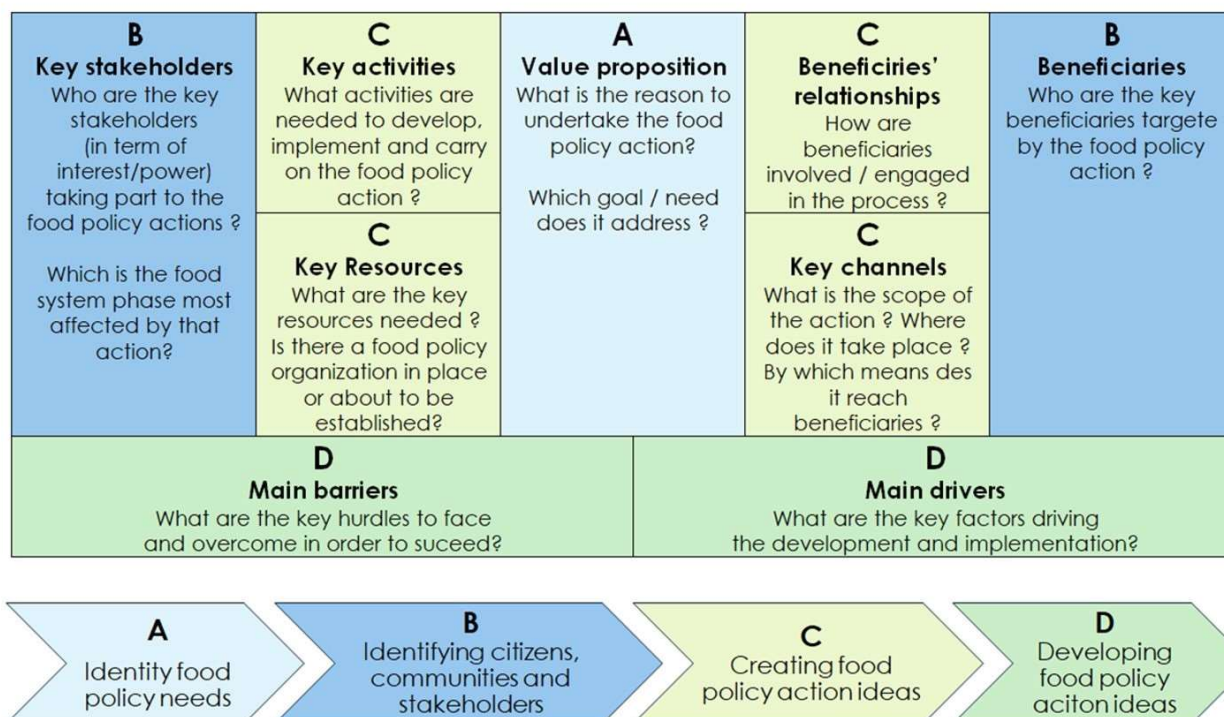 B
Key stakeholders
Who are the key
stakeholders
(in term of
interest/power)
taking part to the
food policy actions ?
Which is the food
system phase most
affected by that
action?
C
Key activities
What activities are
needed to develop,
implement and carry
on the food policy
action ?
C
Key Resources
What are the key
resources needed ?
Is there a food policy
organization in place
or about to be
established?
A
Value proposition
What is the reason to
undertake the food
policy action?
Which goal / need
does it address ?
C
Beneficiries'
relationships
How are
beneficiaries
involved / engaged
in the process ?
C
Key channels
What is the scope of
the action ? Where
does it take place ?
By which means des
it reach
beneficiaries ?
B
Beneficiaries
Who are the key
beneficiaries targete
by the food policy
action ?
D
Main barriers
What are the key hurdles to face
and overcome in order to suceed?
D
Main drivers
What are the key factors driving
the development and implementation?
A
Identity food
policy needs
B
Identifying citizens,
communities and
stakeholders
C
Creating food
policy action ideas
D
Developing
food policy
aciton ideas